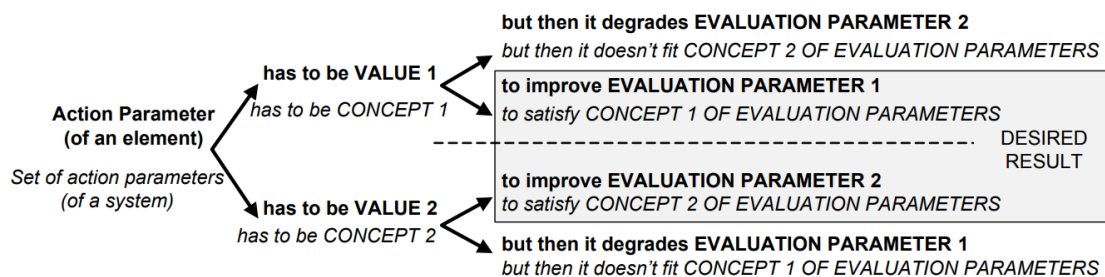 but then it degrades EVALUATION PARAMETER 2
but then it doesn't fit CONCEPT 2 OF EVALUATION PARAMETERS
has to be VALUE 1
has to be CONCEPT 1
to improve EVALUATION PARAMETER 1
to satisfy CONCEPT 1 OF EVALUATION PARAMETERS
Action Parameter
(of an element)
Set of action parameters
(of a system)
DESIRED
RESULT
has to be VALUE 2
has to be CONCEPT 2
to improve EVALUATION PARAMETER 2
to satisfy CONCEPT 2 OF EVALUATION PARAMETERS
but then it degrades EVALUATION PARAMETER 1
but then it doesn't fit CONCEPT 1 OF EVALUATION PARAMETERS